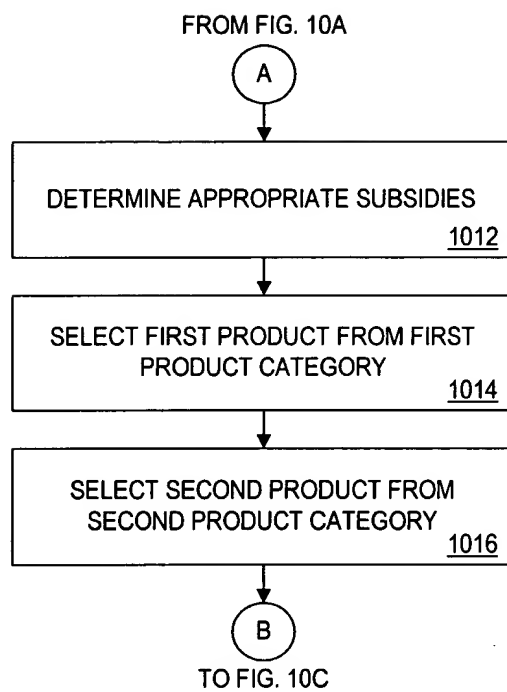 FROM FIG. 10A
A
DETERMINE APPROPRIATE SUBSIDIES
1012
SELECT FIRST PRODUCT FROM FIRST
PRODUCT CATEGORY
1014
SELECT SECOND PRODUCT FROM
SECOND PRODUCT CATEGORY
1016
B
TO FIG. 10C